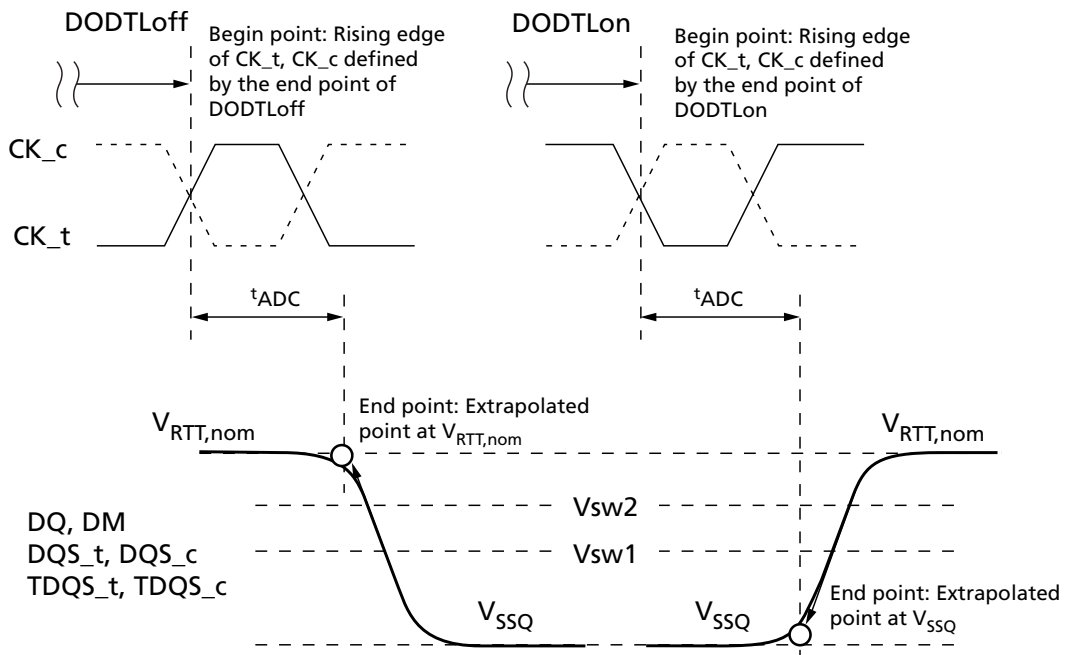 DODTLoff
Begin point: Rising edge
of CK_t, CK_c defined
by the end point of
DODTLoff
DODTLon
Begin point: Rising edge
of CK_t, CK_c defined
by the end point of
DODTLon
CK_c
CK_t
tADC
tADC
VRTT,nom
End point: Extrapolated
point at VRTT,nom
VRTT,nom
Vsw2
Vsw1
DQ, DM
DQS_t, DQS_c
TDQS_t, TDQS_c
VSSQ
VSSQ
End point: Extrapolated
point at VSSQ